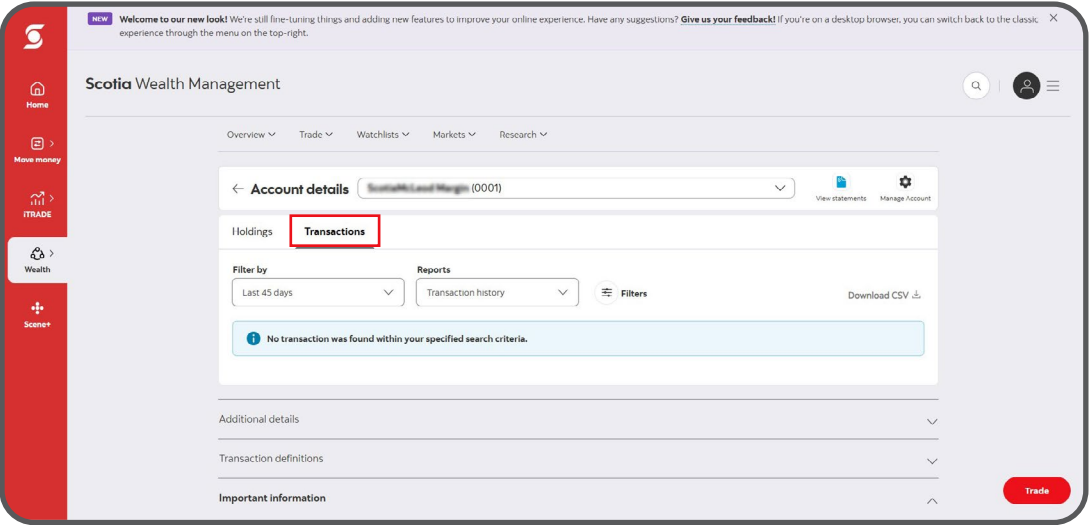 NEW Welcome to our new look! We're still fine-tuning things and adding new features to improve your online experience. Have any suggestions? Give us your feedback! If you're on a desktop browser, you can switch back to the classic
experience through the menu on the top-right.
Scotia Wealth Management
Home
Move money
iTRADE
Wealth
Scene+
Overview Trade Watchlists Markets Research
Account details (0001)
View statements Manage Account
Holdings Transactions
Filter by Reports
Last 45 days Transaction history Filters Download CSV
No transaction was found within your specified search criteria.
Additional details
Transaction definitions
Important information
Trade